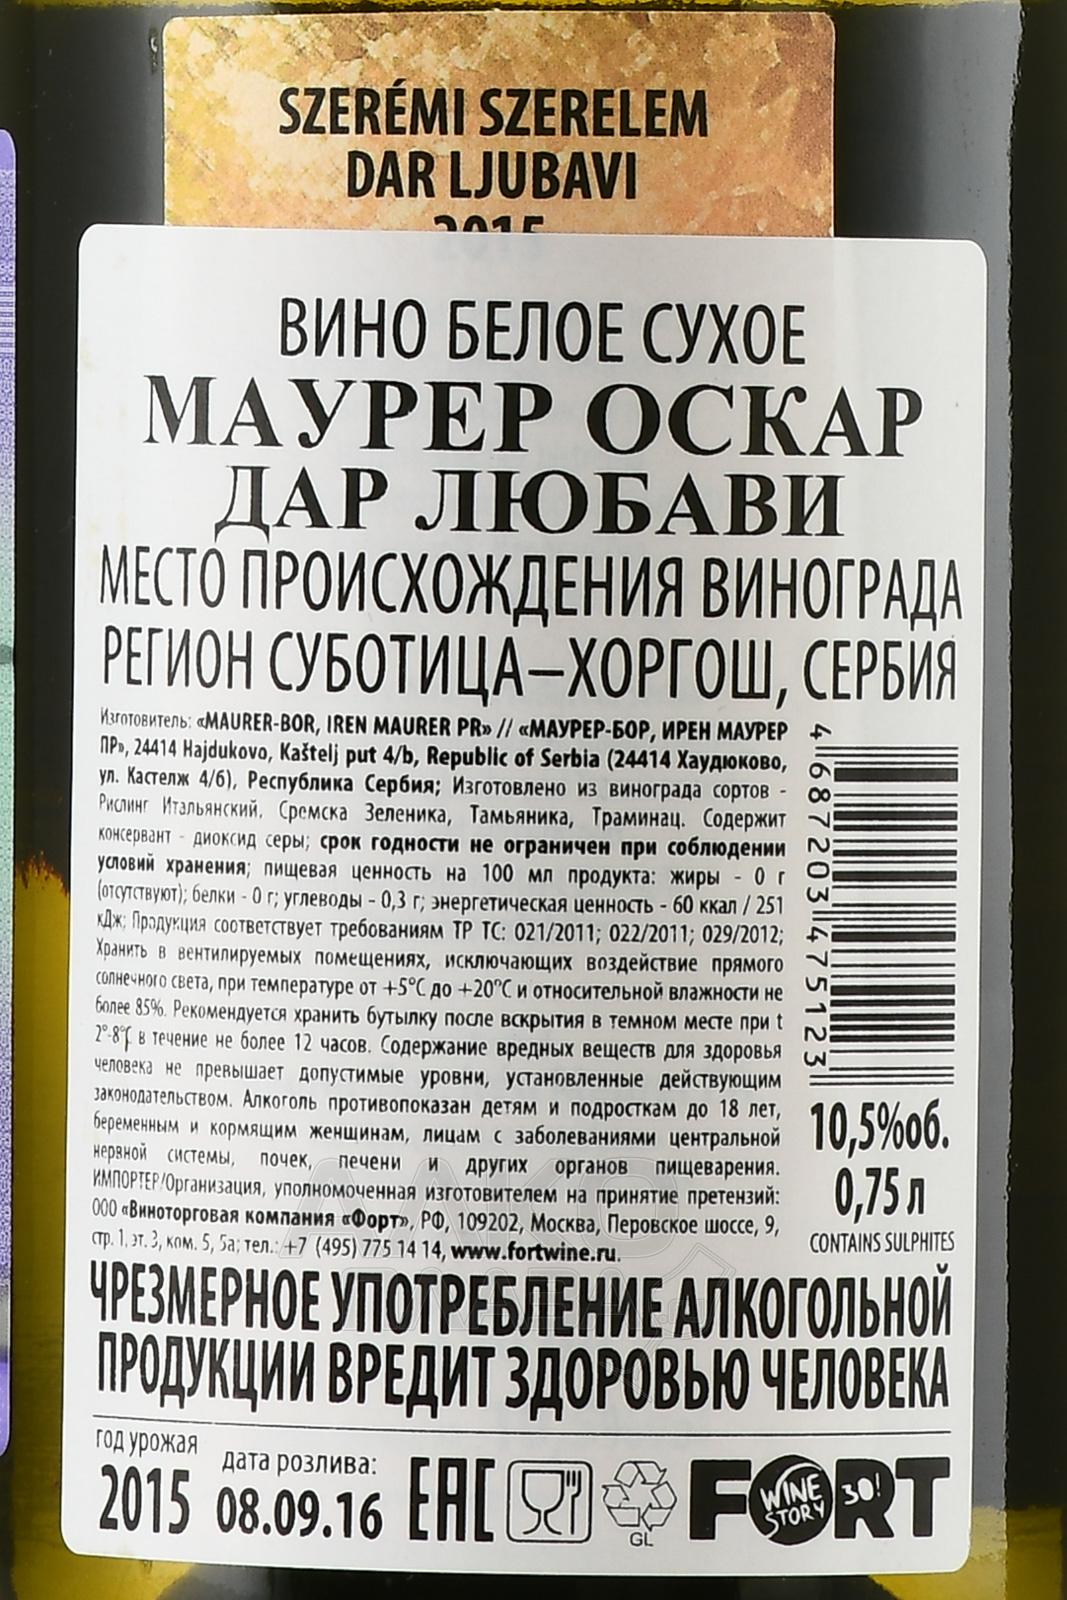 SZERÉMI SZERELEM
DAR LJUBAVI
2015
ВИНО БЕЛОЕ СУХОЕ
МАУРЕР ОСКАР
ДАР ЛЮБАВИ
МЕСТО ПРОИСХОЖДЕНИЯ ВИНОГРАДА
РЕГИОН СУБОТИЦА–ХОРГОШ, СЕРБИЯ
Изготовитель: «MAURER-BOR, IREN MAURER PR» // «МАУРЕР-БОР, ИРЕН МАУРЕР
ПР», 24414 Hajdukovo, Kaštelj put 4/b, Republic of Serbia (24414 Хаудюково,
ул. Кастелж 4/б), Республика Сербия; Изготовлено из винограда сортов -
Рислинг Итальянский, Сремска Зеленика, Тамьяника, Траминац. Содержит
консервант - диоксид серы; срок годности не ограничен при соблюдении
условий хранения; пищевая ценность на 100 мл продукта: жиры - 0 г
(отсутствуют); белки - 0 г; углеводы - 0,3 г; энергетическая ценность - 60 ккал / 251
кДж; Продукция соответствует требованиям ТР ТС: 021/2011; 022/2011; 029/2012;
Хранить в вентилируемых помещениях, исключающих воздействие прямого
солнечного света, при температуре от +5°C до +20°C и относительной влажности не
более 85%. Рекомендуется хранить бутылку после вскрытия в темном месте при t
2°-8°C в течение не более 12 часов. Содержание вредных веществ для здоровья
человека не превышает допустимые уровни, установленные действующим
законодательством. Алкоголь противопоказан детям и подросткам до 18 лет,
беременным и кормящим женщинам, лицам с заболеваниями центральной
нервной системы, почек, печени и других органов пищеварения.
ИМПОРТЕР/Организация, уполномоченная изготовителем на принятие претензий:
ООО «Виноторговая компания «Форт», РФ, 109202, Москва, Перовское шоссе, 9,
стр. 1, эт. 3, ком. 5, 5а; тел.: +7 (495) 775 14 14, www.fortwine.ru.
4 687203 475123
10,5%об.
0,75 л
CONTAINS SULPHITES
ЧРЕЗМЕРНОЕ УПОТРЕБЛЕНИЕ АЛКОГОЛЬНОЙ
ПРОДУКЦИИ ВРЕДИТ ЗДОРОВЬЮ ЧЕЛОВЕКА
год урожая
2015
дата розлива:
08.09.16
EAC
GL
FORT
WINE
STORY
30!